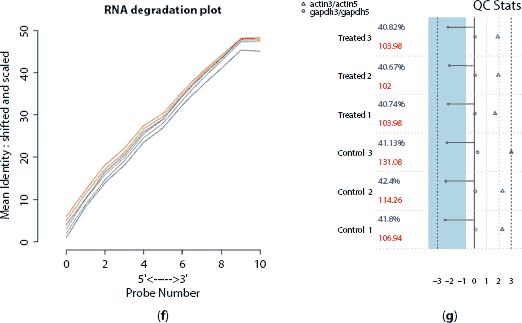 RNA degradation plot
Mean Identity : shifted and scaled
50
40
30
20
10
0
0 2 4 6 8 10
5'<----->3'
Probe Number
(f)
actin3/actin5
gapdh3/gapdh5
QC Stats
Treated 3 40.82%
103.98
Treated 2 40.67%
102
Treated 1 40.74%
103.98
Control 3 41.13%
131.08
Control 2 42.4%
114.26
Control 1 41.8%
106.94
−3 −2 −1 0 1 2 3
(g)